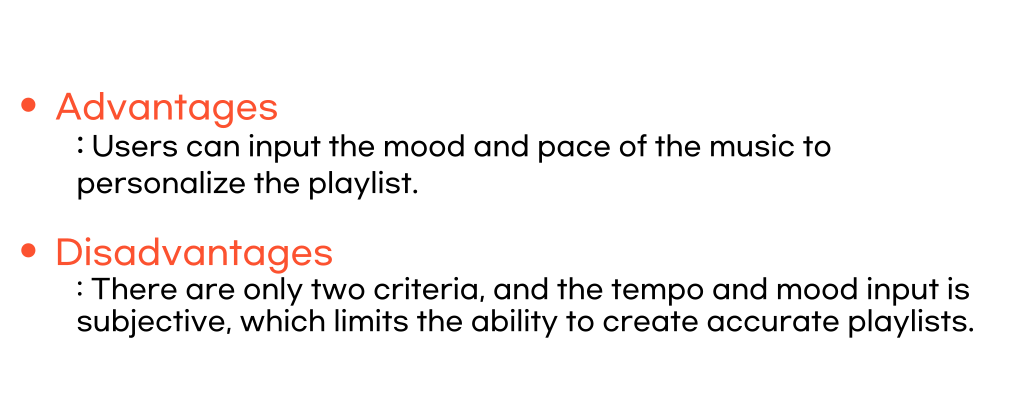 • Advantages
: Users can input the mood and pace of the music to
personalize the playlist.
• Disadvantages
: There are only two criteria, and the tempo and mood input is
subjective, which limits the ability to create accurate playlists.